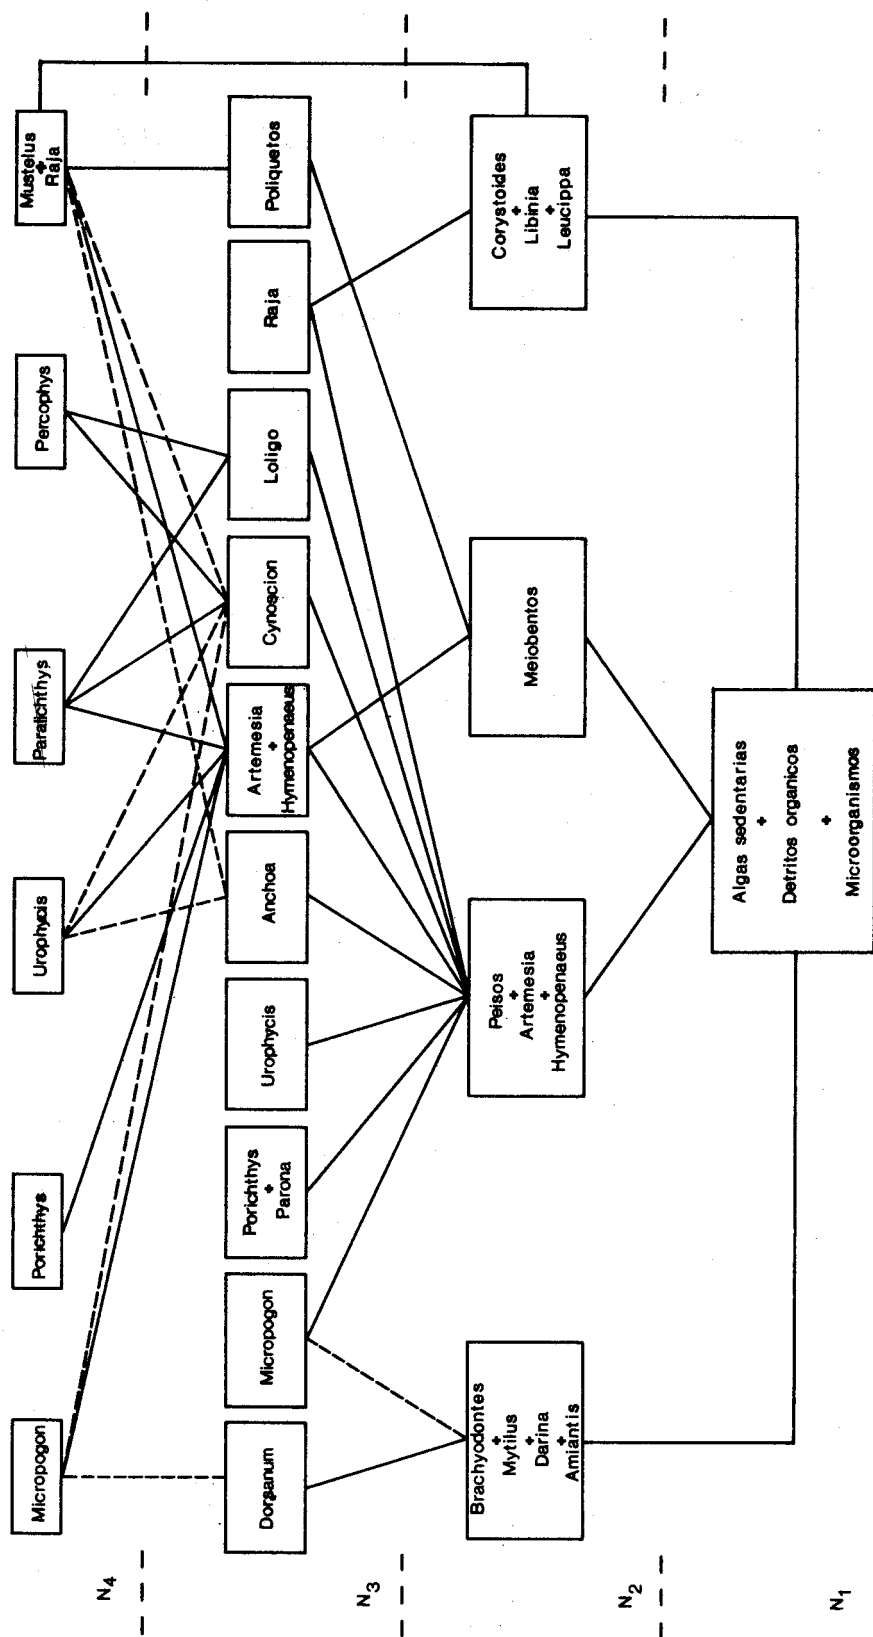 N4
Micropogon
Porichthys
Urophycis
Paralichthys
Percophys
Mustelus
+
Raja
N3
Dorsanum
Micropogon
Porichthys
+
Parona
Urophycis
Anchoa
Artemesia
+
Hymenopenaeus
Cynoscion
Loligo
Raja
Poliquetos
N2
Brachyodontes
+
Mytilus
+
Darina
+
Amiantis
Peisos
+
Artemesia
+
Hymenopenaeus
Meiobentos
Corystoides
+
Libinia
+
Leucippa
N1
Algas sedentarias
+
Detritos organicos
+
Microorganismos